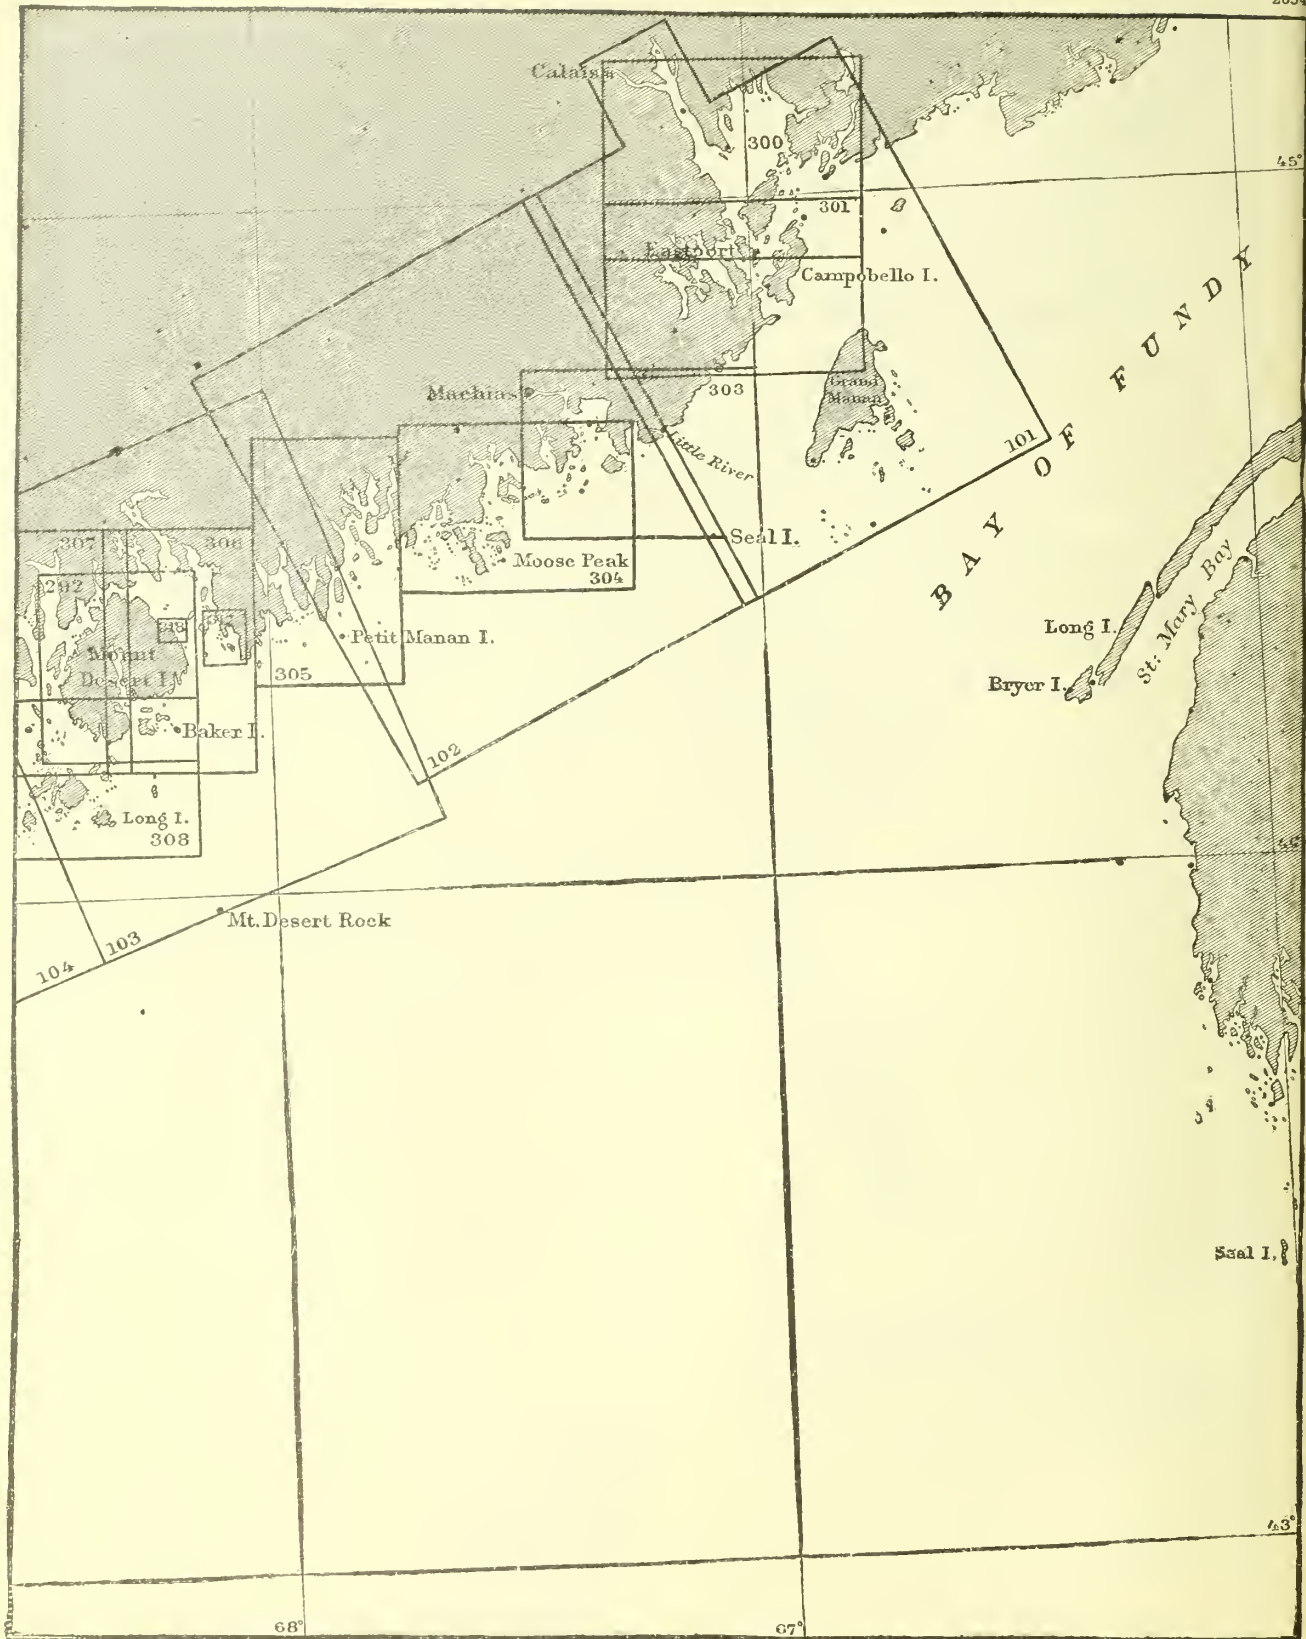 Calais
300
45°
301
Eastport
Campobello I.
Machias
303
Grand
Manan
Little River
101
BAY OF FUNDY
307
306
Seal I.
Moose Peak
304
292
Long I.
St. Mary Bay
Petit Manan I.
Mount
Desert I.
305
Bryer I.
Baker I.
102
Long I.
308
Mt. Desert Rock
103
104
Seal I.
43°
68°
67°